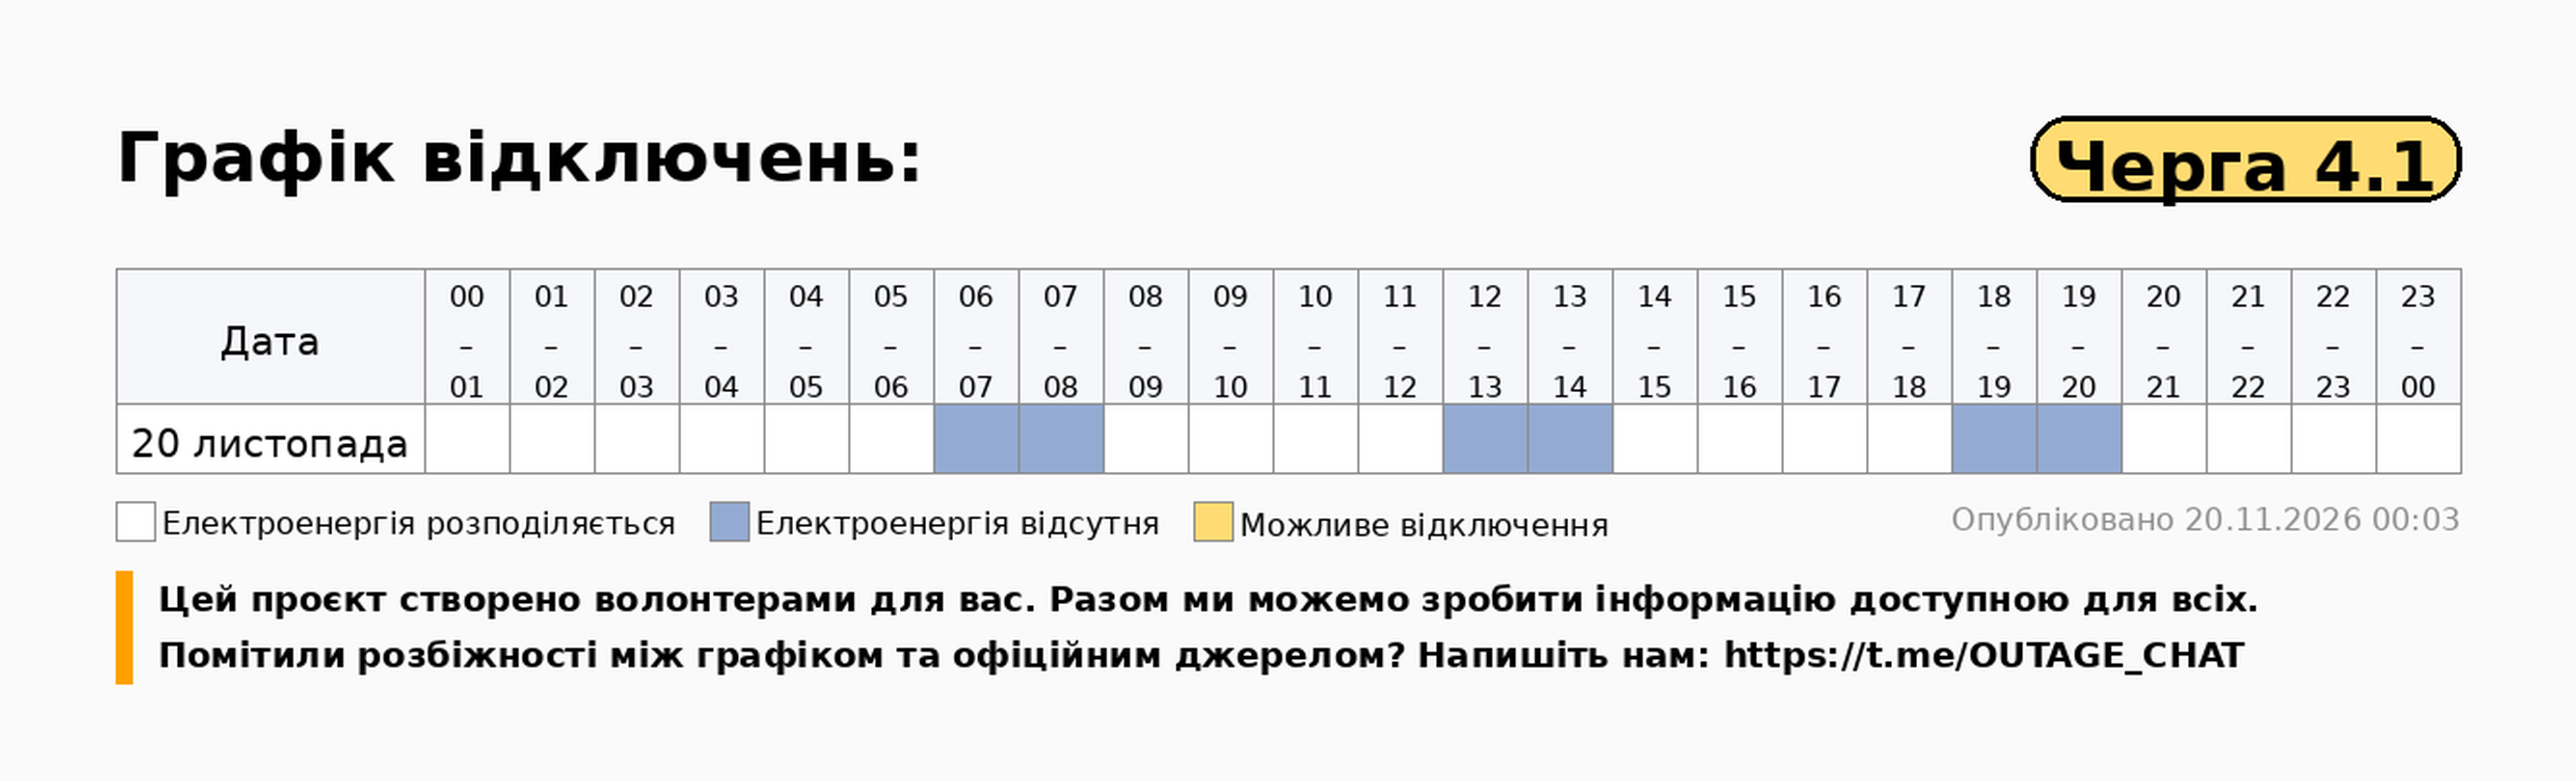 Графік відключень:
Черга 4.1
Дата 00 – 01 01 – 02 02 – 03 03 – 04 04 – 05 05 – 06 06 – 07 07 – 08 08 – 09 09 – 10 10 – 11 11 – 12 12 – 13 13 – 14 14 – 15 15 – 16 16 – 17 17 – 18 18 – 19 19 – 20 20 – 21 21 – 22 22 – 23 23 – 00
20 листопада
Електроенергія розподіляється Електроенергія відсутня Можливе відключення Опубліковано 20.11.2026 00:03
Цей проєкт створено волонтерами для вас. Разом ми можемо зробити інформацію доступною для всіх.
Помітили розбіжності між графіком та офіційним джерелом? Напишіть нам: https://t.me/OUTAGE_CHAT